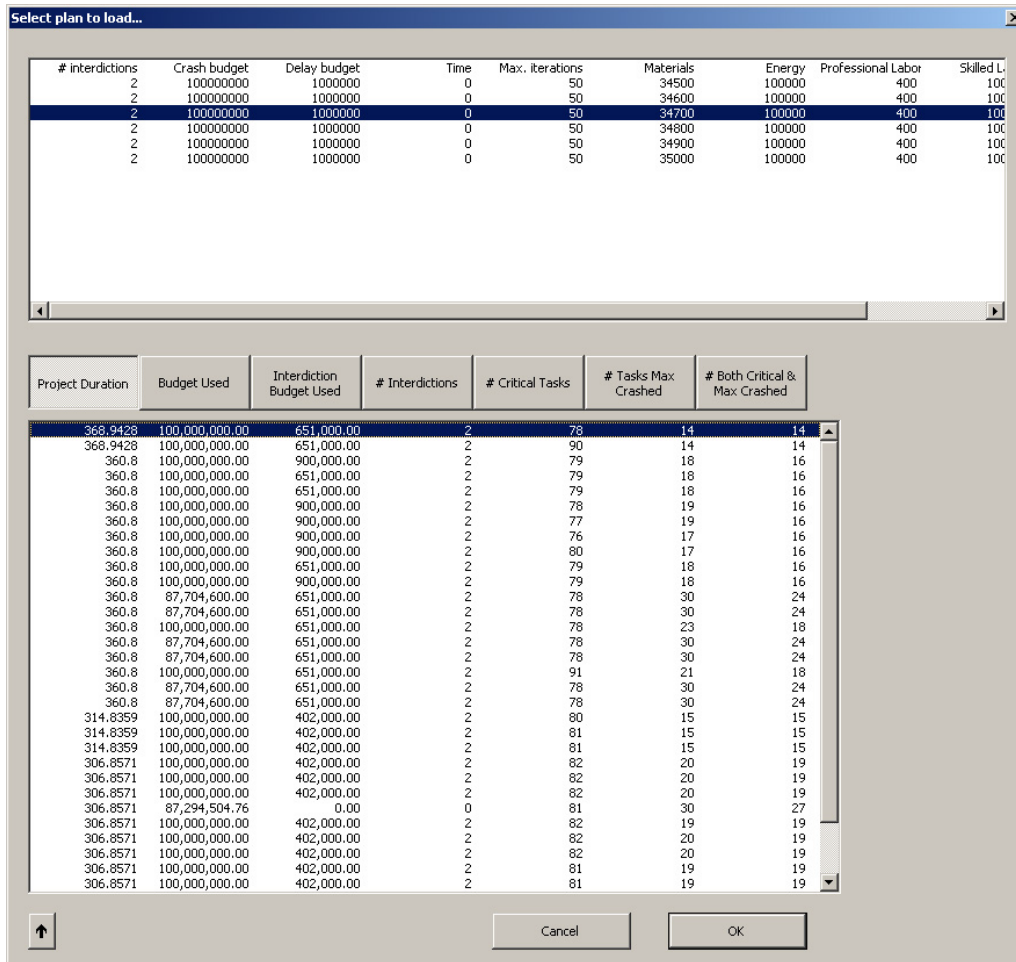 Select plan to load...
# interdictions Crash budget Delay budget Time Max. iterations Materials Energy Professional Labor Skilled L
2 100000000 1000000 0 50 34500 100000 400 100
2 100000000 1000000 0 50 34600 100000 400 100
2 100000000 1000000 0 50 34700 100000 400 100
2 100000000 1000000 0 50 34800 100000 400 100
2 100000000 1000000 0 50 34900 100000 400 100
2 100000000 1000000 0 50 35000 100000 400 100
Project Duration Budget Used Interdiction Budget Used # Interdictions # Critical Tasks # Tasks Max Crashed # Both Critical & Max Crashed
368.9428 100,000,000.00 651,000.00 2 78 14 14
368.9428 100,000,000.00 651,000.00 2 90 14 14
360.8 100,000,000.00 900,000.00 2 79 18 16
360.8 100,000,000.00 651,000.00 2 79 18 16
360.8 100,000,000.00 651,000.00 2 79 18 16
360.8 100,000,000.00 900,000.00 2 78 19 16
360.8 100,000,000.00 900,000.00 2 77 19 16
360.8 100,000,000.00 900,000.00 2 76 17 16
360.8 100,000,000.00 900,000.00 2 80 17 16
360.8 100,000,000.00 651,000.00 2 79 18 16
360.8 100,000,000.00 900,000.00 2 79 18 16
360.8 87,704,600.00 651,000.00 2 78 30 24
360.8 87,704,600.00 651,000.00 2 78 30 24
360.8 100,000,000.00 651,000.00 2 78 23 18
360.8 87,704,600.00 651,000.00 2 78 30 24
360.8 87,704,600.00 651,000.00 2 78 30 24
360.8 100,000,000.00 651,000.00 2 91 21 18
360.8 87,704,600.00 651,000.00 2 78 30 24
360.8 87,704,600.00 651,000.00 2 78 30 24
314.8359 100,000,000.00 402,000.00 2 80 15 15
314.8359 100,000,000.00 402,000.00 2 81 15 15
314.8359 100,000,000.00 402,000.00 2 81 15 15
306.8571 100,000,000.00 402,000.00 2 82 20 19
306.8571 100,000,000.00 402,000.00 2 82 20 19
306.8571 100,000,000.00 402,000.00 2 82 20 19
306.8571 87,294,504.76 0.00 0 81 30 27
306.8571 100,000,000.00 402,000.00 2 82 19 19
306.8571 100,000,000.00 402,000.00 2 82 20 19
306.8571 100,000,000.00 402,000.00 2 82 20 19
306.8571 100,000,000.00 402,000.00 2 81 19 19
306.8571 100,000,000.00 402,000.00 2 81 19 19
Cancel OK